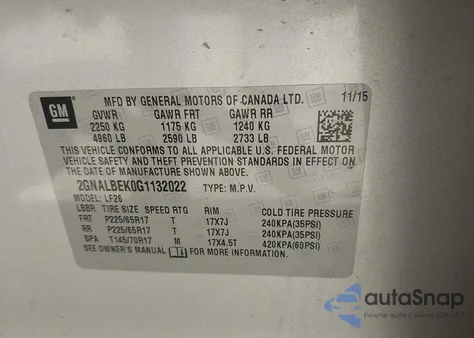 GM
MFD BY GENERAL MOTORS OF CANADA LTD. 11/15
GVWR GAWR FRT GAWR RR
2250 KG 1175 KG 1240 KG
4960 LB 2590 LB 2733 LB
THIS VEHICLE CONFORMS TO ALL APPLICABLE U.S. FEDERAL MOTOR
VEHICLE SAFETY AND THEFT PREVENTION STANDARDS IN EFFECT ON
THE DATE OF MANUFACTURE SHOWN ABOVE.
2GNALBEK0G1132022 TYPE: M.P.V.
MODEL: LF26
LBBR TIRE SIZE SPEED RTG RIM COLD TIRE PRESSURE
FRT P225/65R17 T 17X7J 240KPA(35PSI)
RR P225/65R17 T 17X7J 240KPA(35PSI)
SPA T145/70R17 M 17X4.5T 420KPA(60PSI)
SEE OWNER'S MANUAL FOR MORE INFORMATION
autoSnap
Pewne auta z aukcji